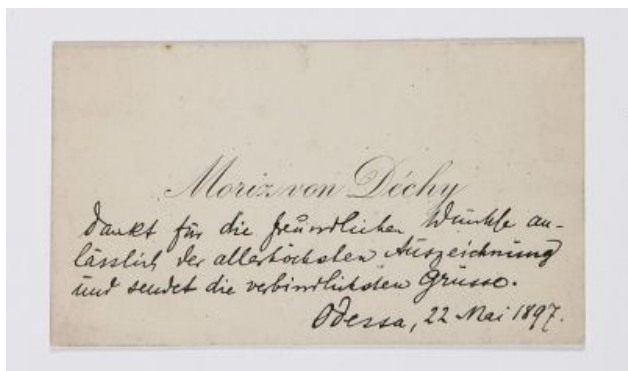 Moriz von Déchy
dankt für die freundlichen Wünsche an-
lässlich der allerhöchsten Auszeichnung
und sendet die verbindlichsten Grüsse.
Odessa, 22 Mai 1897.